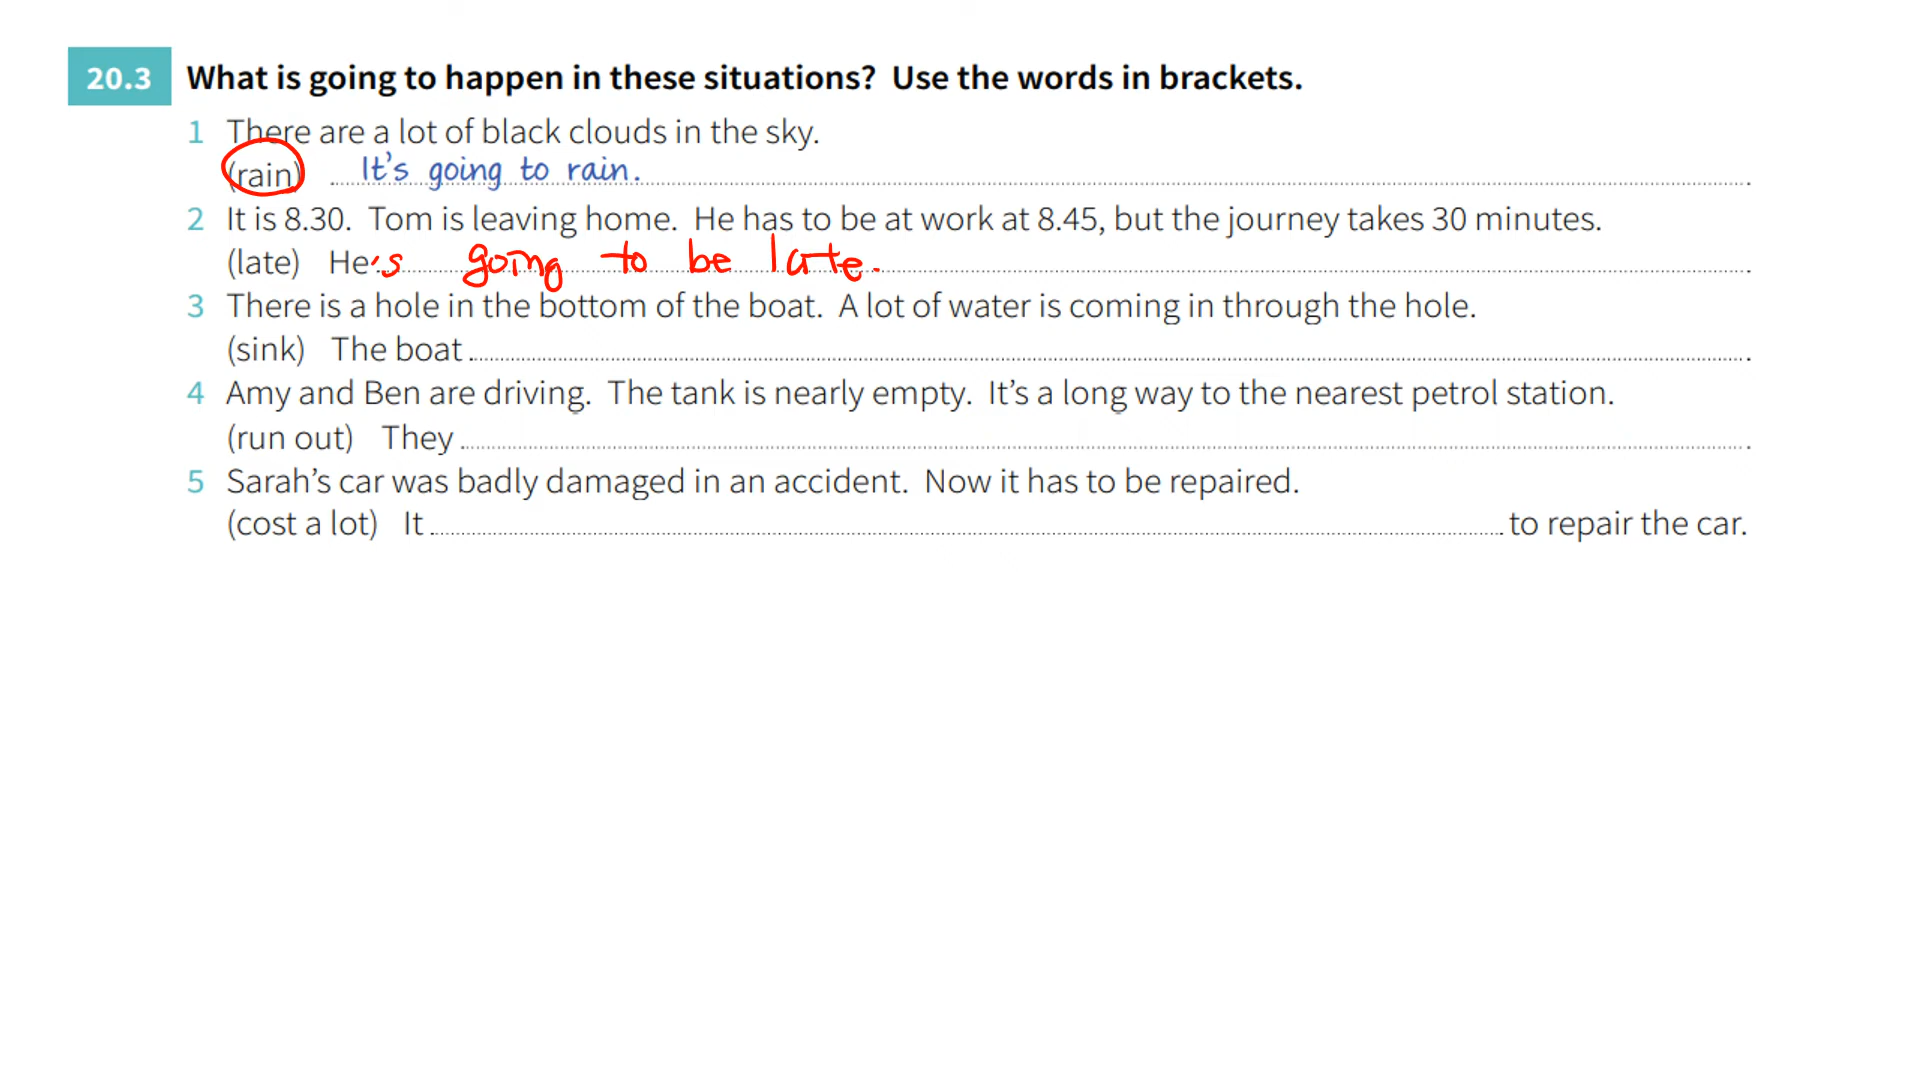 20.3 What is going to happen in these situations? Use the words in brackets.
1 There are a lot of black clouds in the sky.
(rain) It's going to rain.
2 It is 8.30. Tom is leaving home. He has to be at work at 8.45, but the journey takes 30 minutes.
(late) He's going to be late.
3 There is a hole in the bottom of the boat. A lot of water is coming in through the hole.
(sink) The boat .
4 Amy and Ben are driving. The tank is nearly empty. It's a long way to the nearest petrol station.
(run out) They .
5 Sarah's car was badly damaged in an accident. Now it has to be repaired.
(cost a lot) It to repair the car.